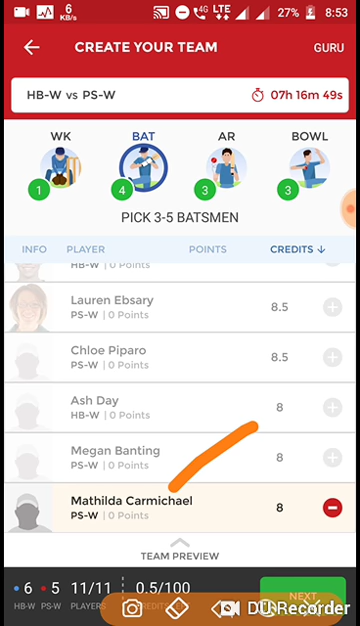 6 KB/s 4G LTE 27% 8:53
CREATE YOUR TEAM GURU
HB-W vs PS-W 07h 16m 49s
WK BAT AR BOWL
1 4 3 3
PICK 3-5 BATSMEN
INFO PLAYER POINTS CREDITS ↓
HB-W | 0 Points
Lauren Ebsary 8.5
PS-W | 0 Points
Chloe Piparo 8.5
PS-W | 0 Points
Ash Day 8
HB-W | 0 Points
Megan Banting 8
PS-W | 0 Points
Mathilda Carmichael 8
PS-W | 0 Points
TEAM PREVIEW
6 5 11/11 0.5/100 NEXT
HB-W PS-W PLAYERS
DU Recorder